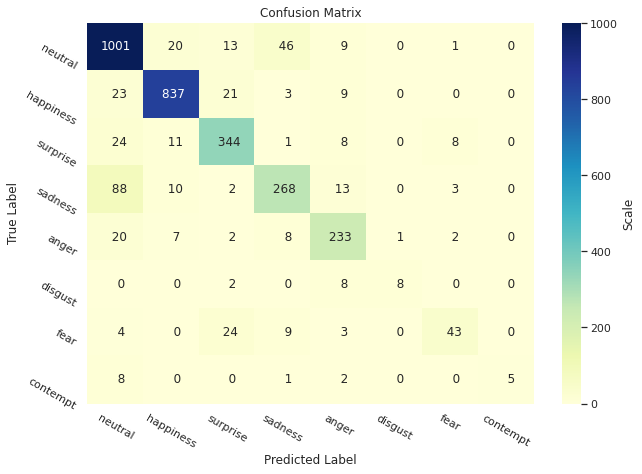 Confusion Matrix
True Label
neutral 1001 20 13 46 9 0 1 0
happiness 23 837 21 3 9 0 0 0
surprise 24 11 344 1 8 0 8 0
sadness 88 10 2 268 13 0 3 0
anger 20 7 2 8 233 1 2 0
disgust 0 0 2 0 8 8 0 0
fear 4 0 24 9 3 0 43 0
contempt 8 0 0 1 2 0 0 5
neutral happiness surprise sadness anger disgust fear contempt
Predicted Label
1000
800
600
400
200
0
Scale